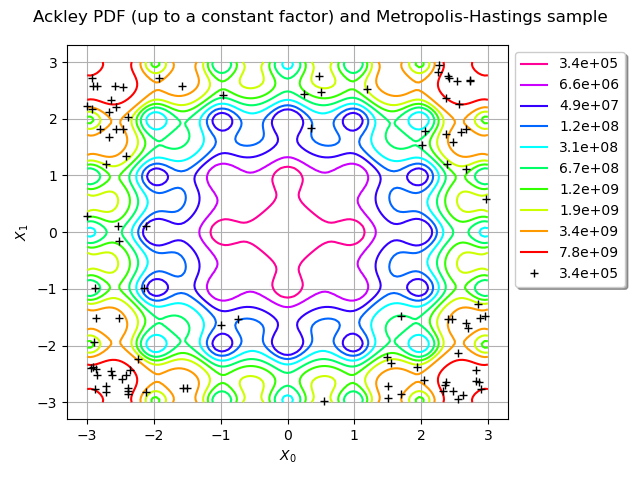 Ackley PDF (up to a constant factor) and Metropolis-Hastings sample
3
2
1
0
−1
−2
−3
X1
−3
−2
−1
0
1
2
3
X0
3.4e+05
6.6e+06
4.9e+07
1.2e+08
3.1e+08
6.7e+08
1.2e+09
1.9e+09
3.4e+09
7.8e+09
3.4e+05